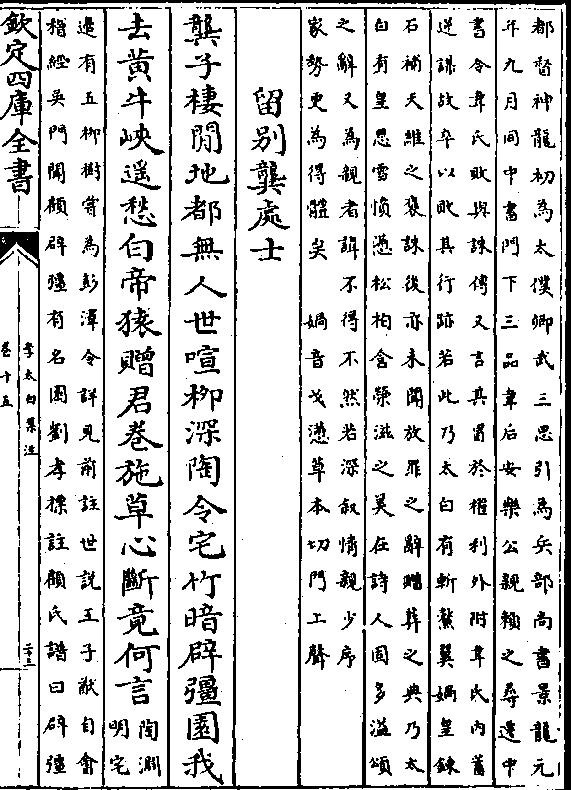 都督神龍初為太僕卿武三思引為兵部尚書景龍元
年九月同中書門下三品韋后安樂公親賴之尋遷中
書令韋氏敗與誅傳又言其冒於權利外附韋氏內蓄
逆謀故卒以敗其行跡若此乃太白有斬鰲翼媧皇鍊
石補天維之褒誅後亦未聞放罪之辭贈葬之典乃太
白有皇恩雪憤懣松柏含榮滋之美在詩人固多溢頌
之辭又為親者諱不得不然若深叙情親少序
家勢更為得體矣　媧音戈懣草本切門上聲
留别龔處士
龔子棲閒地都無人世喧柳深陶令宅竹暗辟彊園我
去黄牛峽遥愁白帝猿贈君卷葹草心斷竟何言
陶淵
明宅
邊有五柳樹嘗為彭澤令詳見前註世說王子猷自會
稽經吳門聞顧辟彊有名園劉孝標註顧氏譜曰辟彊
欽定四庫全書
李太白集注
卷十五
二十三